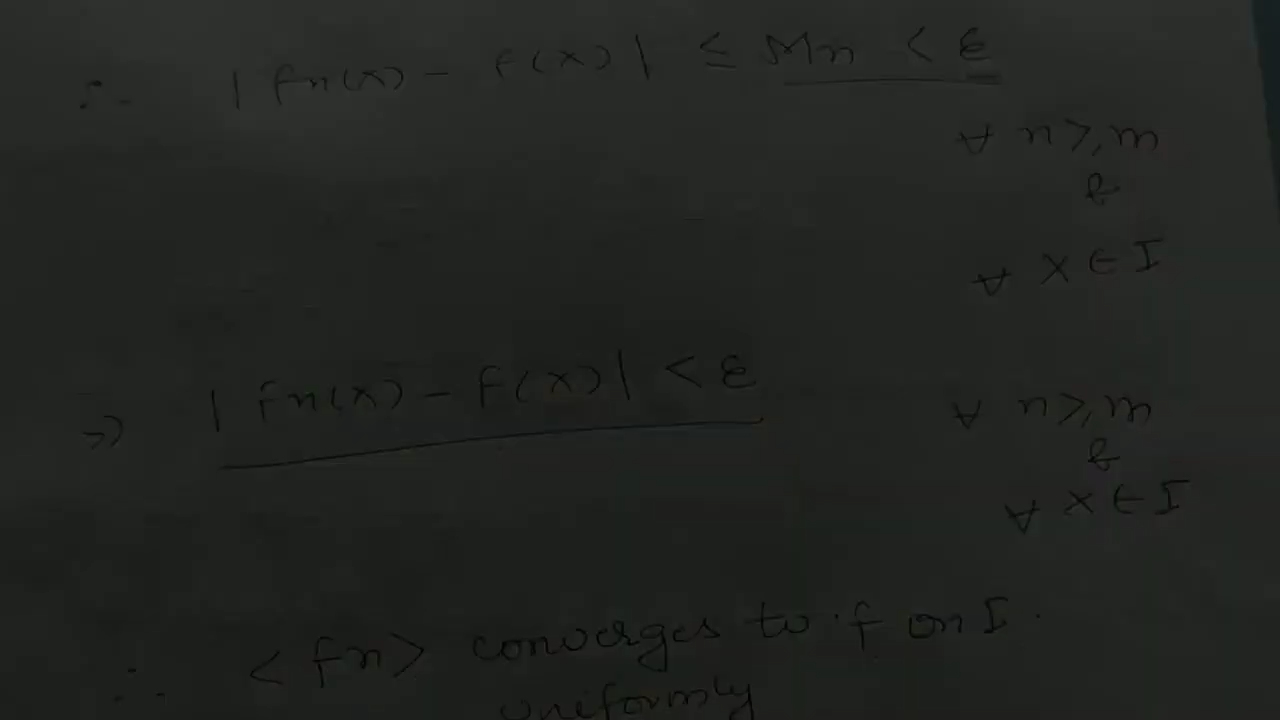 ∴ | fn(x) - f(x) | ≤ Mn < ε
∀ n ≥, m
&
∀ x ∈ I
⇒ | fn(x) - f(x) | < ε ∀ n ≥, m
&
∀ x ∈ I
∴ <fn> converges to f on I.
uniformly